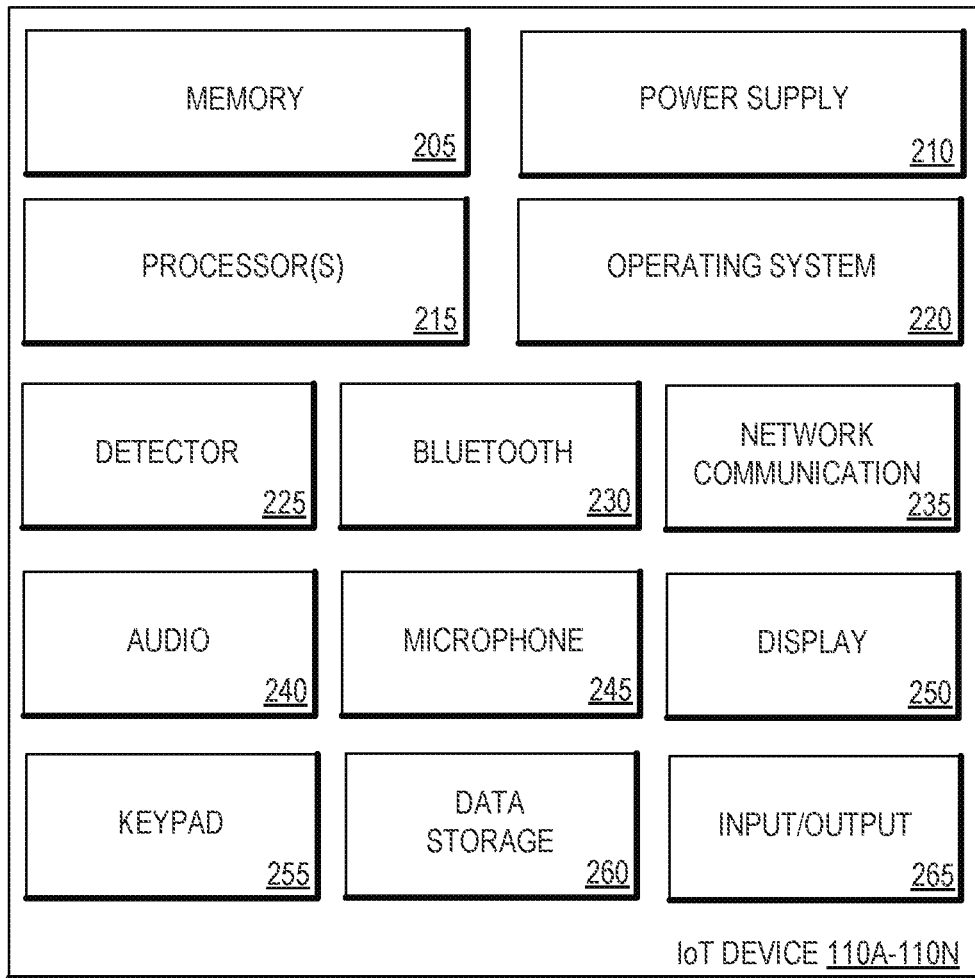 MEMORY
205
POWER SUPPLY
210
PROCESSOR(S)
215
OPERATING SYSTEM
220
DETECTOR
225
BLUETOOTH
230
NETWORK
COMMUNICATION
235
AUDIO
240
MICROPHONE
245
DISPLAY
250
KEYPAD
255
DATA
STORAGE
260
INPUT/OUTPUT
265
IoT DEVICE 110A-110N